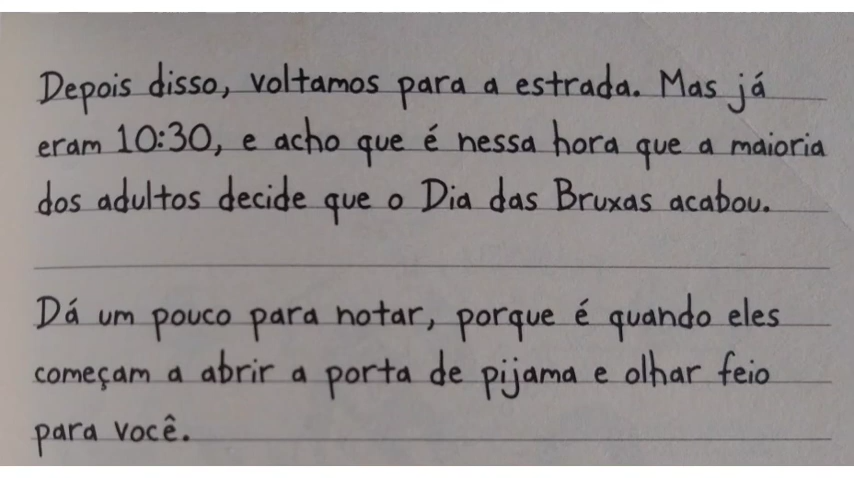 Depois disso, voltamos para a estrada. Mas já
eram 10:30, e acho que é nessa hora que a maioria
dos adultos decide que o Dia das Bruxas acabou.
Dá um pouco para notar, porque é quando eles
começam a abrir a porta de pijama e olhar feio
para você.